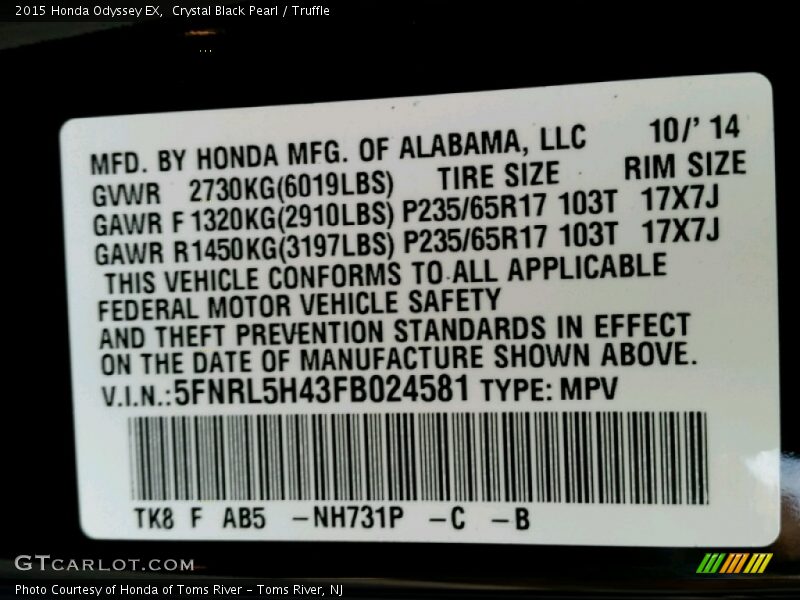 2015 Honda Odyssey EX,  Crystal Black Pearl / Truffle
...
MFD. BY HONDA MFG. OF ALABAMA, LLC 10/' 14
GVWR 2730KG(6019LBS) TIRE SIZE RIM SIZE
GAWR F 1320KG(2910LBS) P235/65R17 103T 17X7J
GAWR R1450KG(3197LBS) P235/65R17 103T 17X7J
THIS VEHICLE CONFORMS TO ALL APPLICABLE
FEDERAL MOTOR VEHICLE SAFETY
AND THEFT PREVENTION STANDARDS IN EFFECT
ON THE DATE OF MANUFACTURE SHOWN ABOVE.
V.I.N.:5FNRL5H43FB024581 TYPE: MPV
TK8 F AB5 -NH731P -C -B
GTCARLOT.COM
Photo Courtesy of Honda of Toms River - Toms River, NJ